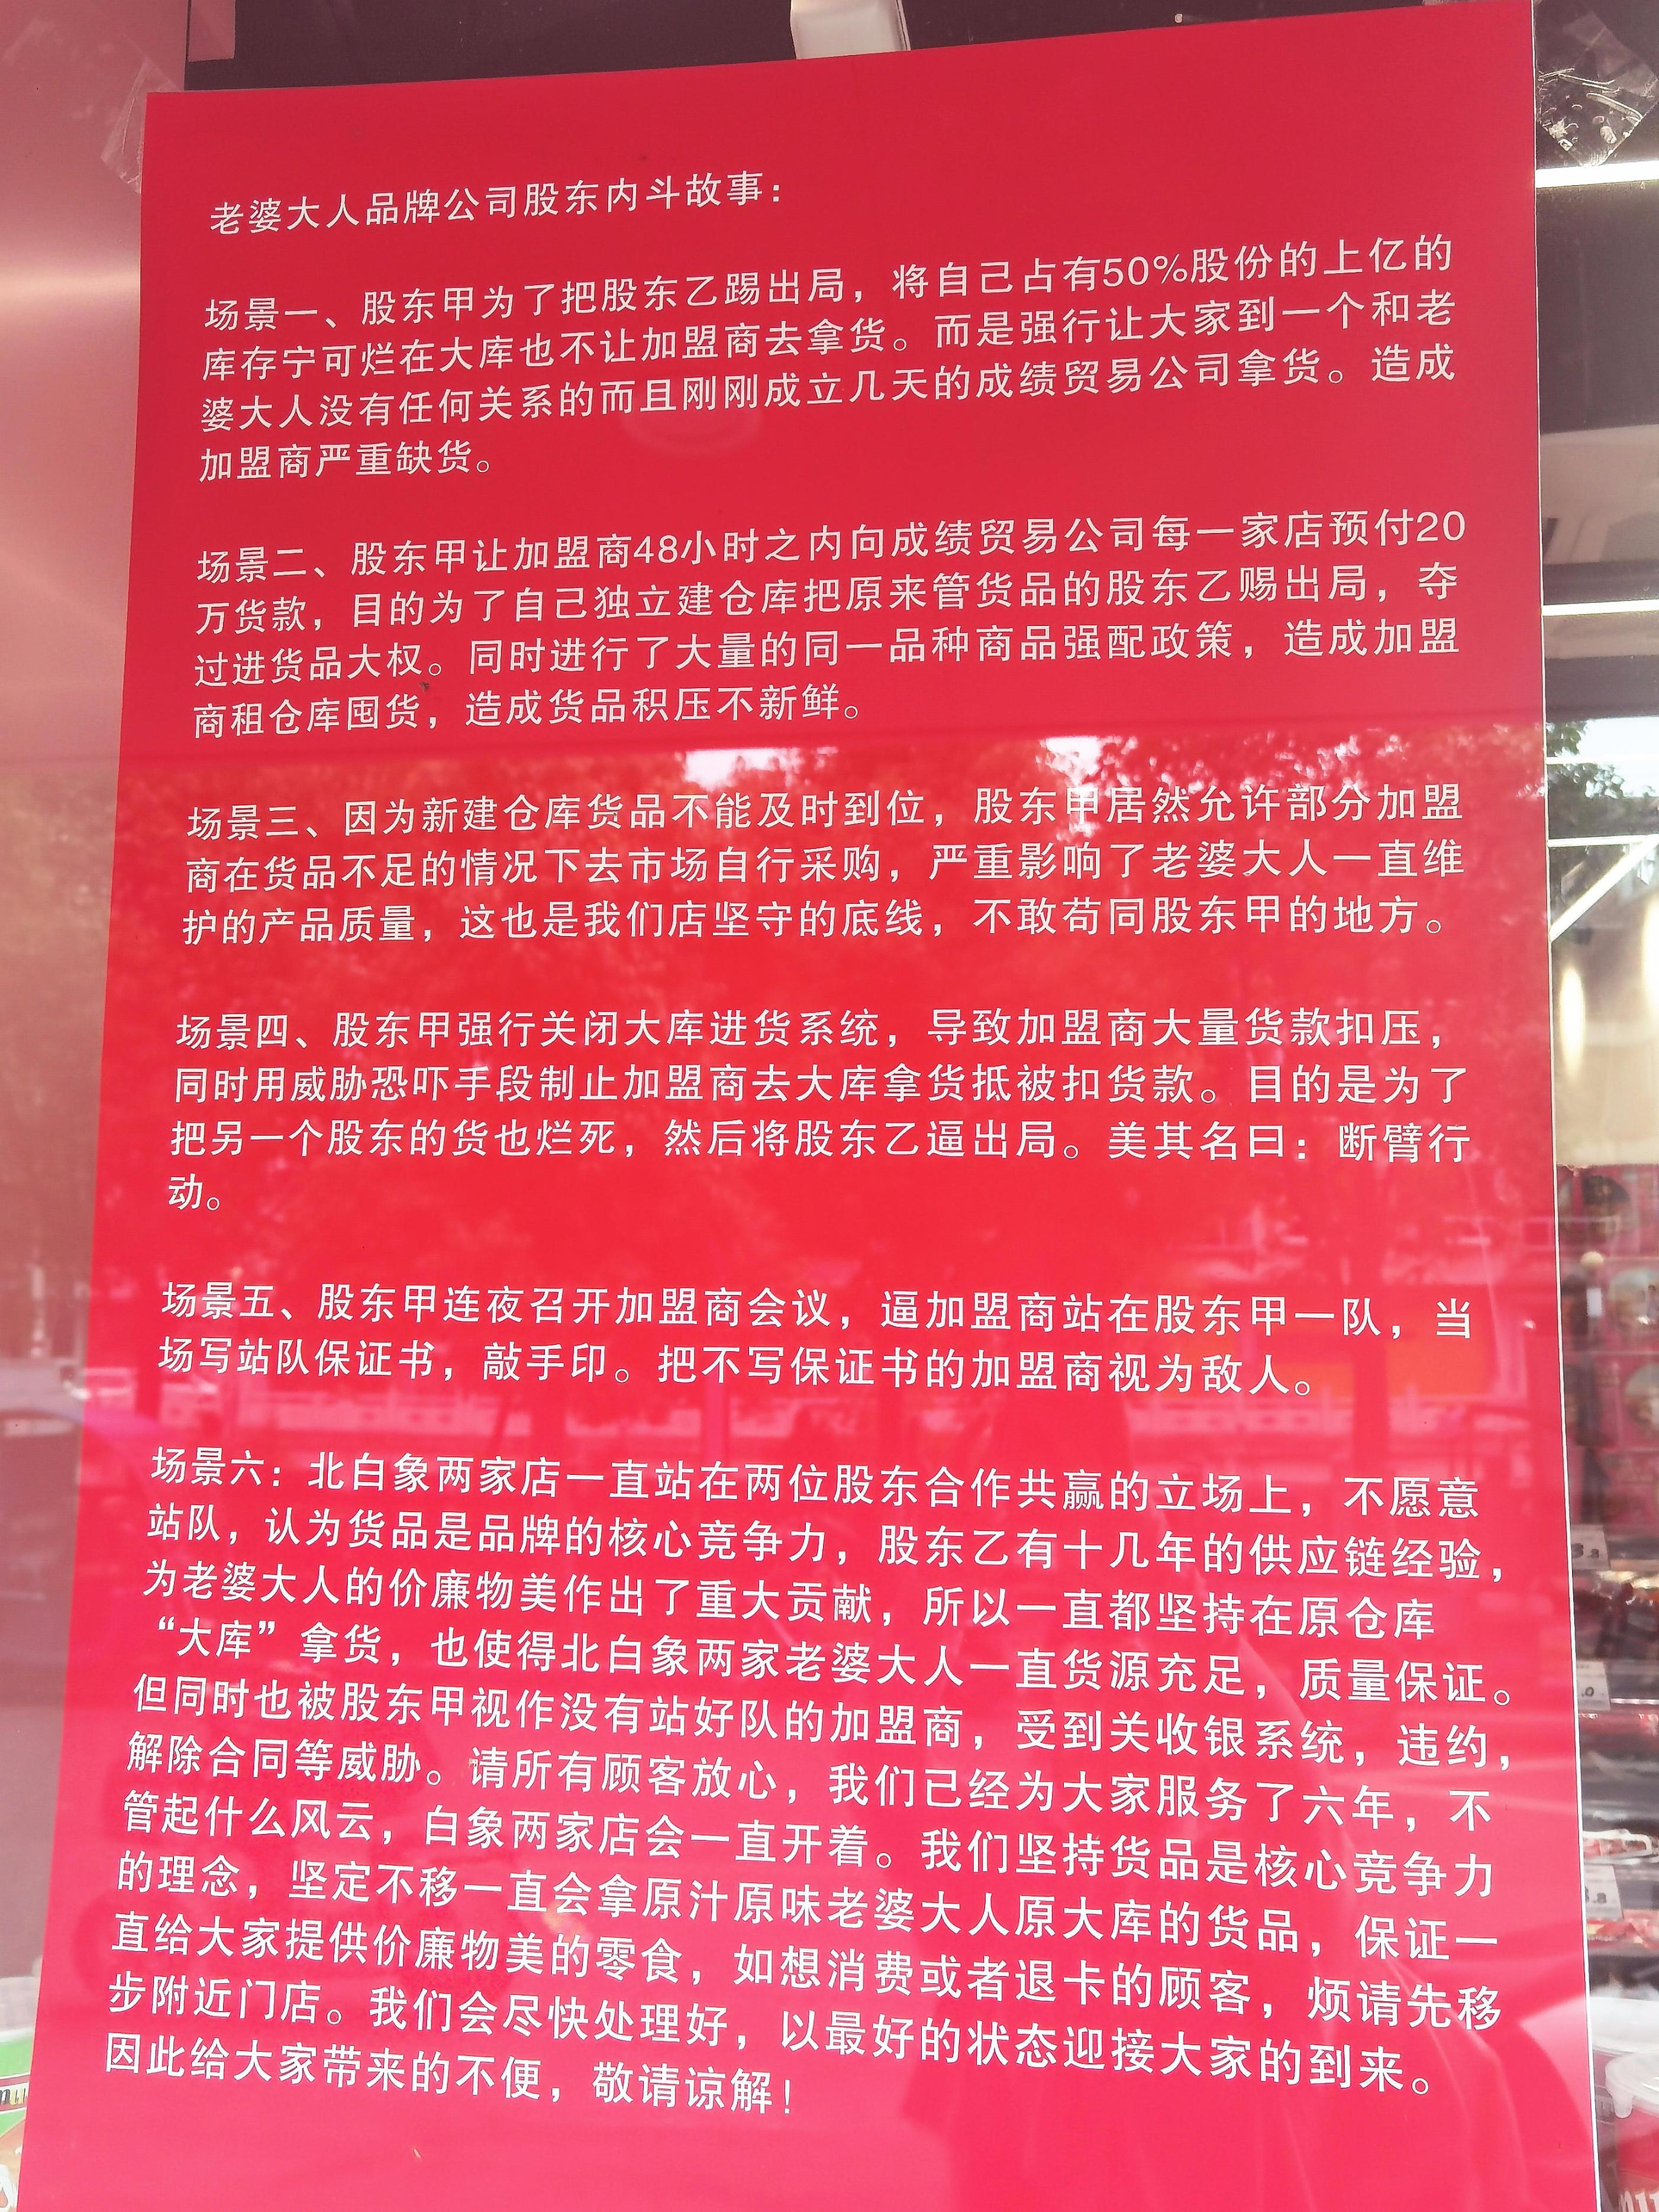 老婆大人品牌公司股东内斗故事：
场景一、股东甲为了把股东乙踢出局，将自己占有50%股份的上亿的
库存宁可烂在大库也不让加盟商去拿货。而是强行让大家到一个和老
婆大人没有任何关系的而且刚刚成立几天的成绩贸易公司拿货。造成
加盟商严重缺货。
场景二、股东甲让加盟商48小时之内向成绩贸易公司每一家店预付20
万货款，目的为了自己独立建仓库把原来管货品的股东乙赐出局，夺
过进货品大权。同时进行了大量的同一品种商品强配政策，造成加盟
商租仓库囤货，造成货品积压不新鲜。
场景三、因为新建仓库货品不能及时到位，股东甲居然允许部分加盟
商在货品不足的情况下去市场自行采购，严重影响了老婆大人一直维
护的产品质量，这也是我们店坚守的底线，不敢苟同股东甲的地方。
场景四、股东甲强行关闭大库进货系统，导致加盟商大量货款扣压，
同时用威胁恐吓手段制止加盟商去大库拿货抵被扣货款。目的是为了
把另一个股东的货也烂死，然后将股东乙逼出局。美其名曰：断臂行
动。
场景五、股东甲连夜召开加盟商会议，逼加盟商站在股东甲一队，当
场写站队保证书，敲手印。把不写保证书的加盟商视为敌人。
场景六：北白象两家店一直站在两位股东合作共赢的立场上，不愿意
站队，认为货品是品牌的核心竞争力，股东乙有十几年的供应链经验，
为老婆大人的价廉物美作出了重大贡献，所以一直都坚持在原仓库
“大库”拿货，也使得北白象两家老婆大人一直货源充足，质量保证。
但同时也被股东甲视作没有站好队的加盟商，受到关收银系统，违约，
解除合同等威胁。请所有顾客放心，我们已经为大家服务了六年，不
管起什么风云，白象两家店会一直开着。我们坚持货品是核心竞争力
的理念，坚定不移一直会拿原汁原味老婆大人原大库的货品，保证一
直给大家提供价廉物美的零食，如想消费或者退卡的顾客，烦请先移
步附近门店。我们会尽快处理好，以最好的状态迎接大家的到来。
因此给大家带来的不便，敬请谅解！